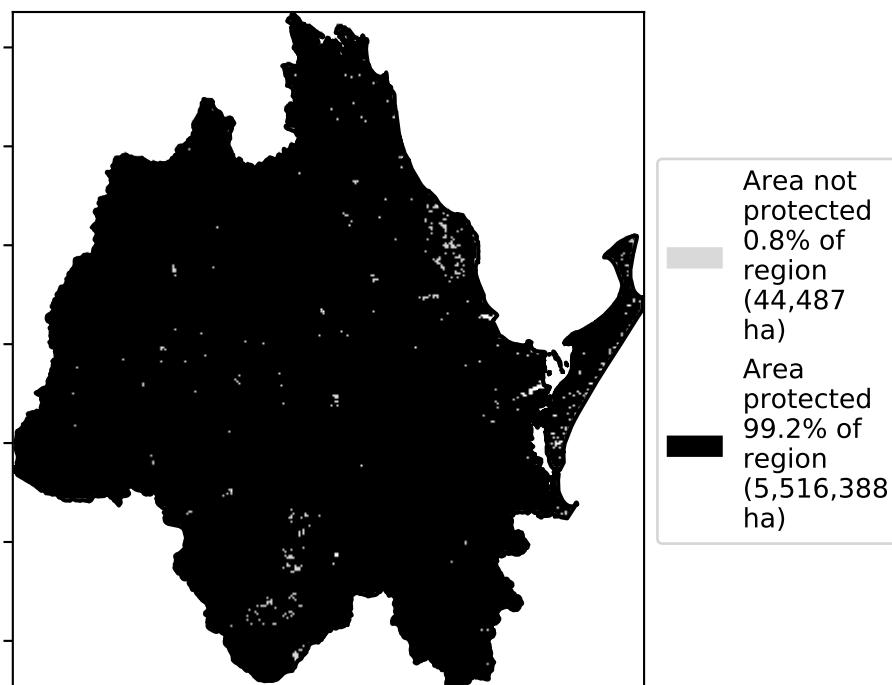 Area not
protected
0.8% of
region
(44,487
ha)
Area
protected
99.2% of
region
(5,516,388
ha)